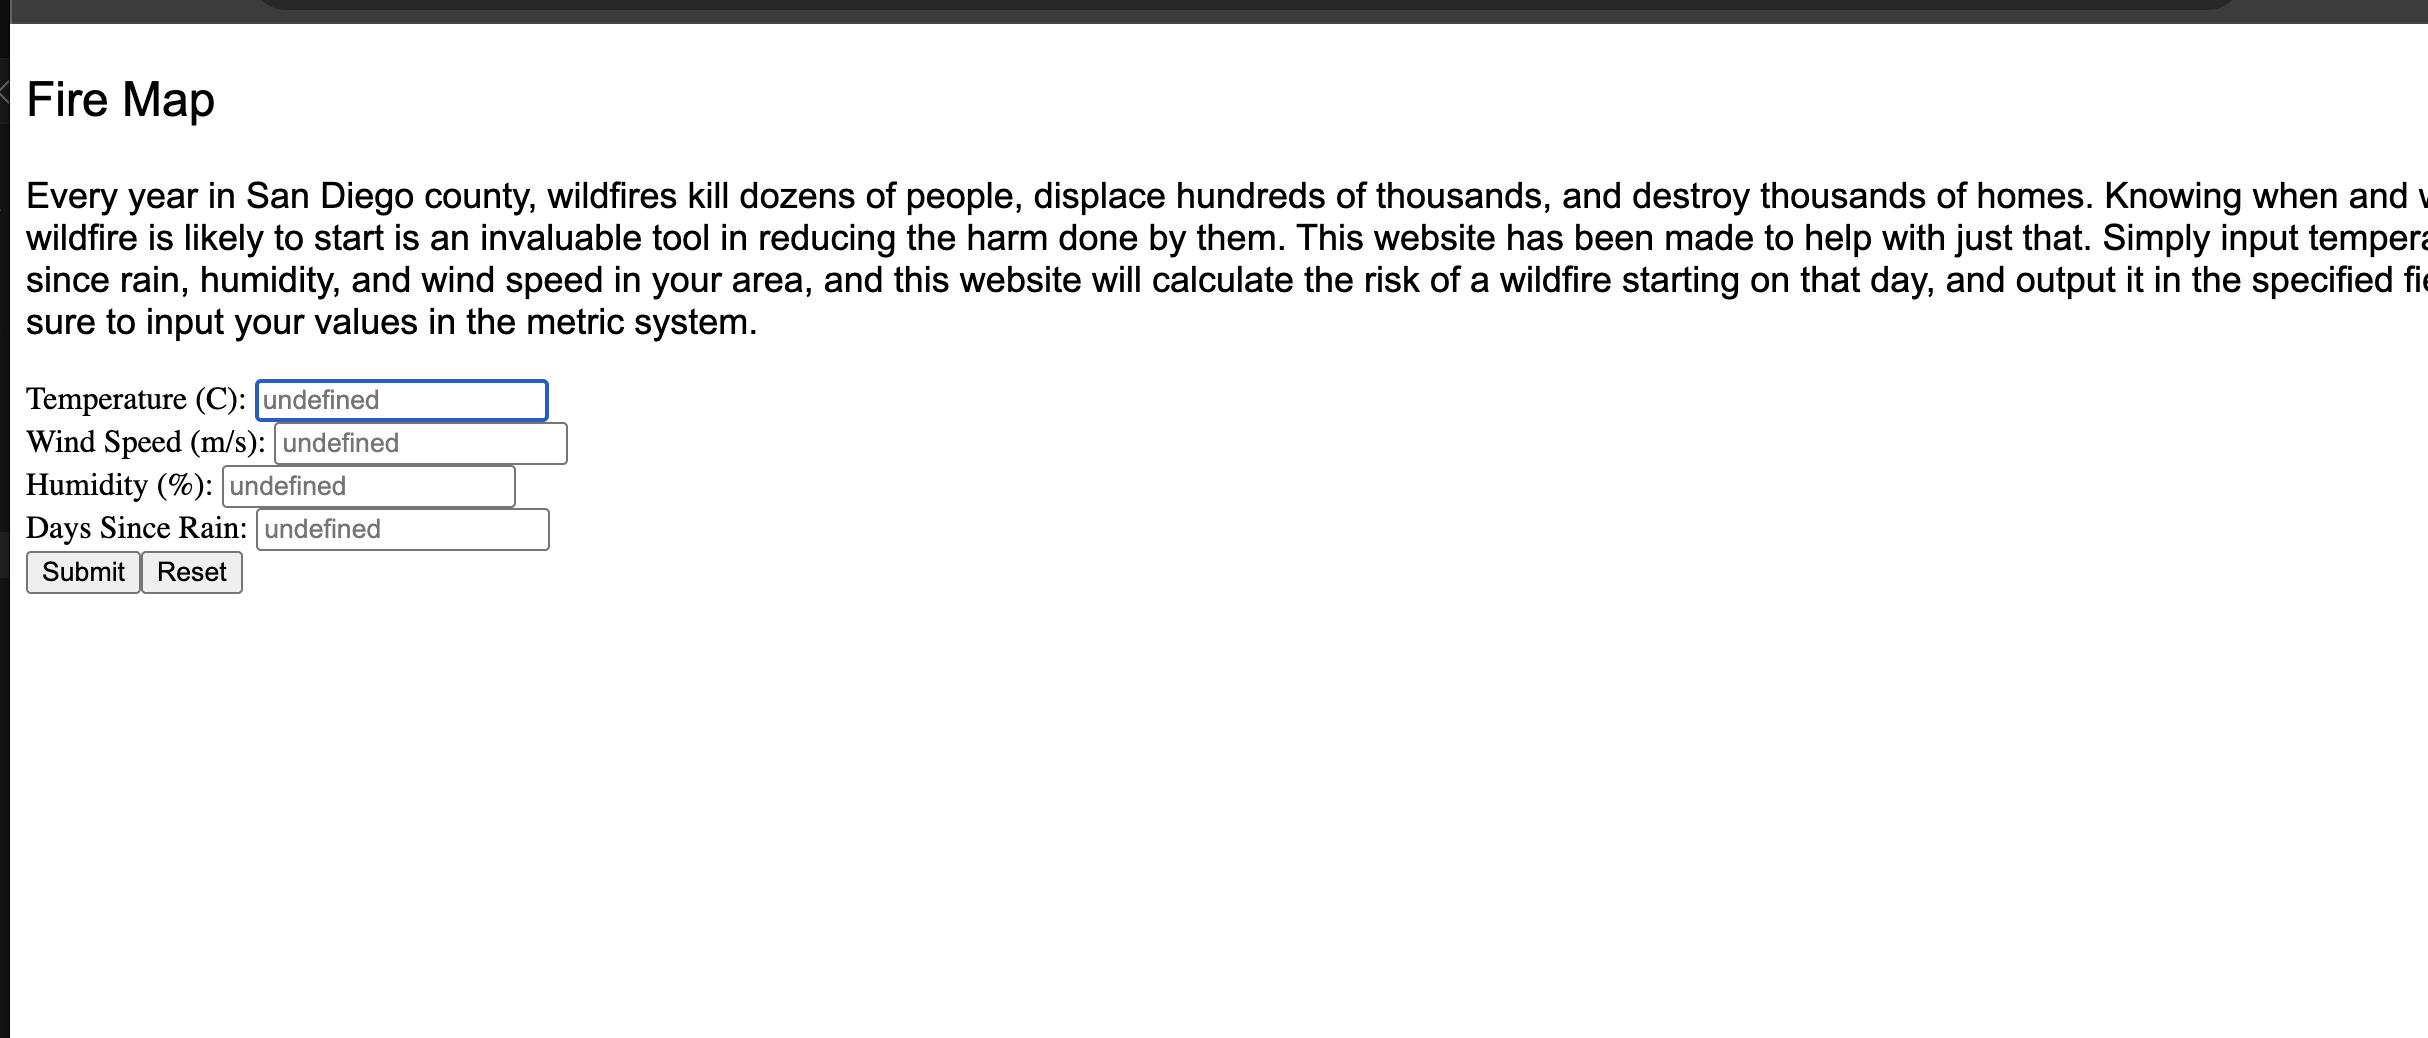 Fire Map
Every year in San Diego county, wildfires kill dozens of people, displace hundreds of thousands, and destroy thousands of homes. Knowing when and
wildfire is likely to start is an invaluable tool in reducing the harm done by them. This website has been made to help with just that. Simply input
since rain, humidity, and wind speed in your area, and this website will calculate the risk of a wildfire starting on that day, and output it in the specified
sure to input your values in the metric system.
Temperature (C): undefined
Wind Speed (m/s): undefined
Humidity (%): undefined
Days Since Rain: undefined
Submit Reset